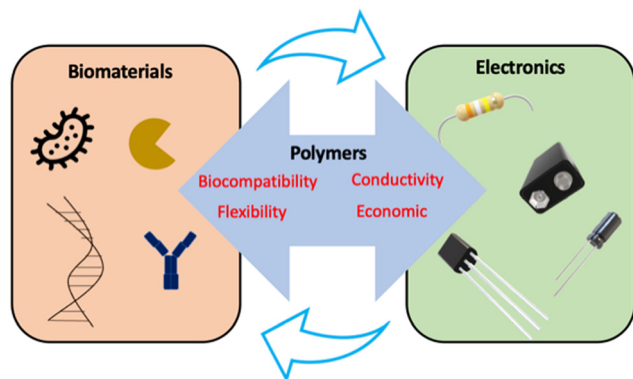 Biomaterials
Electronics
Polymers
Biocompatibility Conductivity
Flexibility Economic